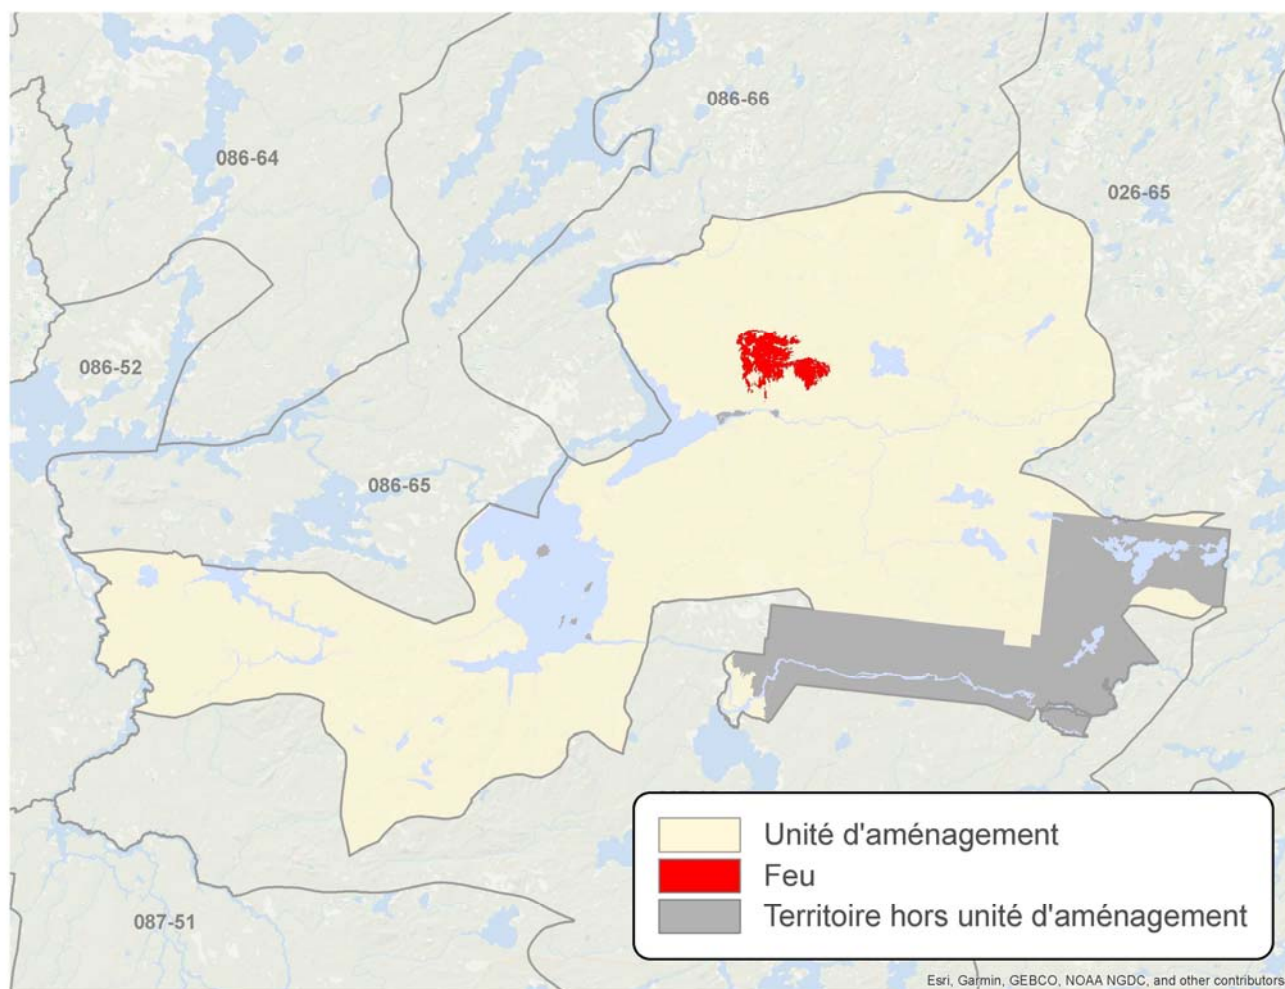 086-66
086-64
026-65
086-52
086-65
087-51
Unité d'aménagement
Feu
Territoire hors unité d'aménagement
Esri, Garmin, GEBCO, NOAA NGDC, and other contributors